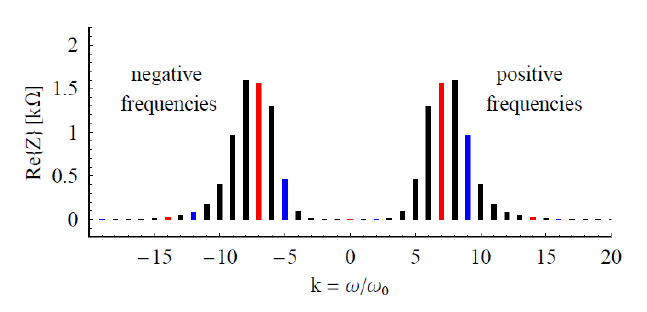 2
negative
positive
1.5
frequencies
frequencies
1
0.5
0
Re{Z} [kΩ]
−15
−10
−5
0
5
10
15
20
k = ω/ω₀